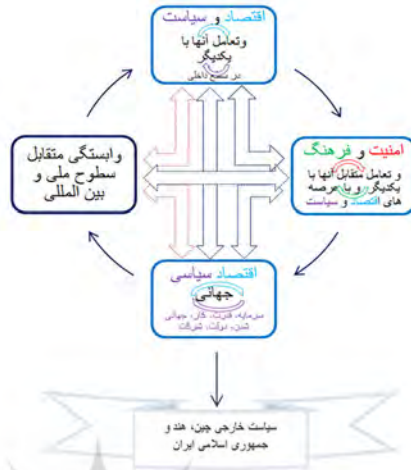 اقتصاد و سیاست
وتعامل آنها با
یکدیگر
در سطح داخلی
امنیت و فرهنگ
و تعامل متقابل آنها با
یکدیگر و با عرصه
های اقتصاد و سیاست
وابستگی متقابل
سطوح ملی و
بین المللی
اقتصاد سیاسی
جهانی
سرمایه، قدرت، کار، جهانی
شدن، دولت، شرکت
سیاست خارجی چین، هند و
جمهوری اسلامی ایران